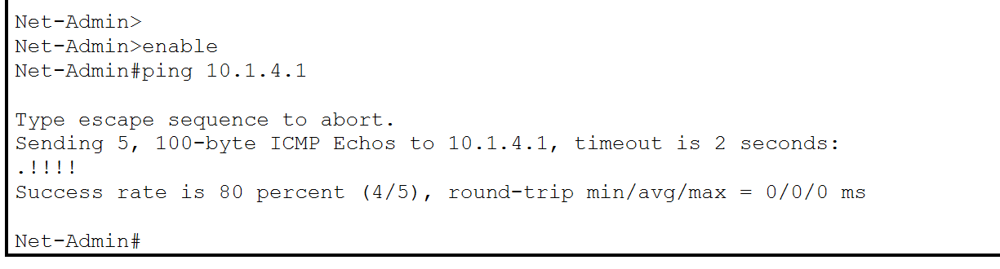 Net-Admin>
Net-Admin>enable
Net-Admin#ping 10.1.4.1
Type escape sequence to abort.
Sending 5, 100-byte ICMP Echos to 10.1.4.1, timeout is 2 seconds:
.!!!!
Success rate is 80 percent (4/5), round-trip min/avg/max = 0/0/0 ms
Net-Admin#